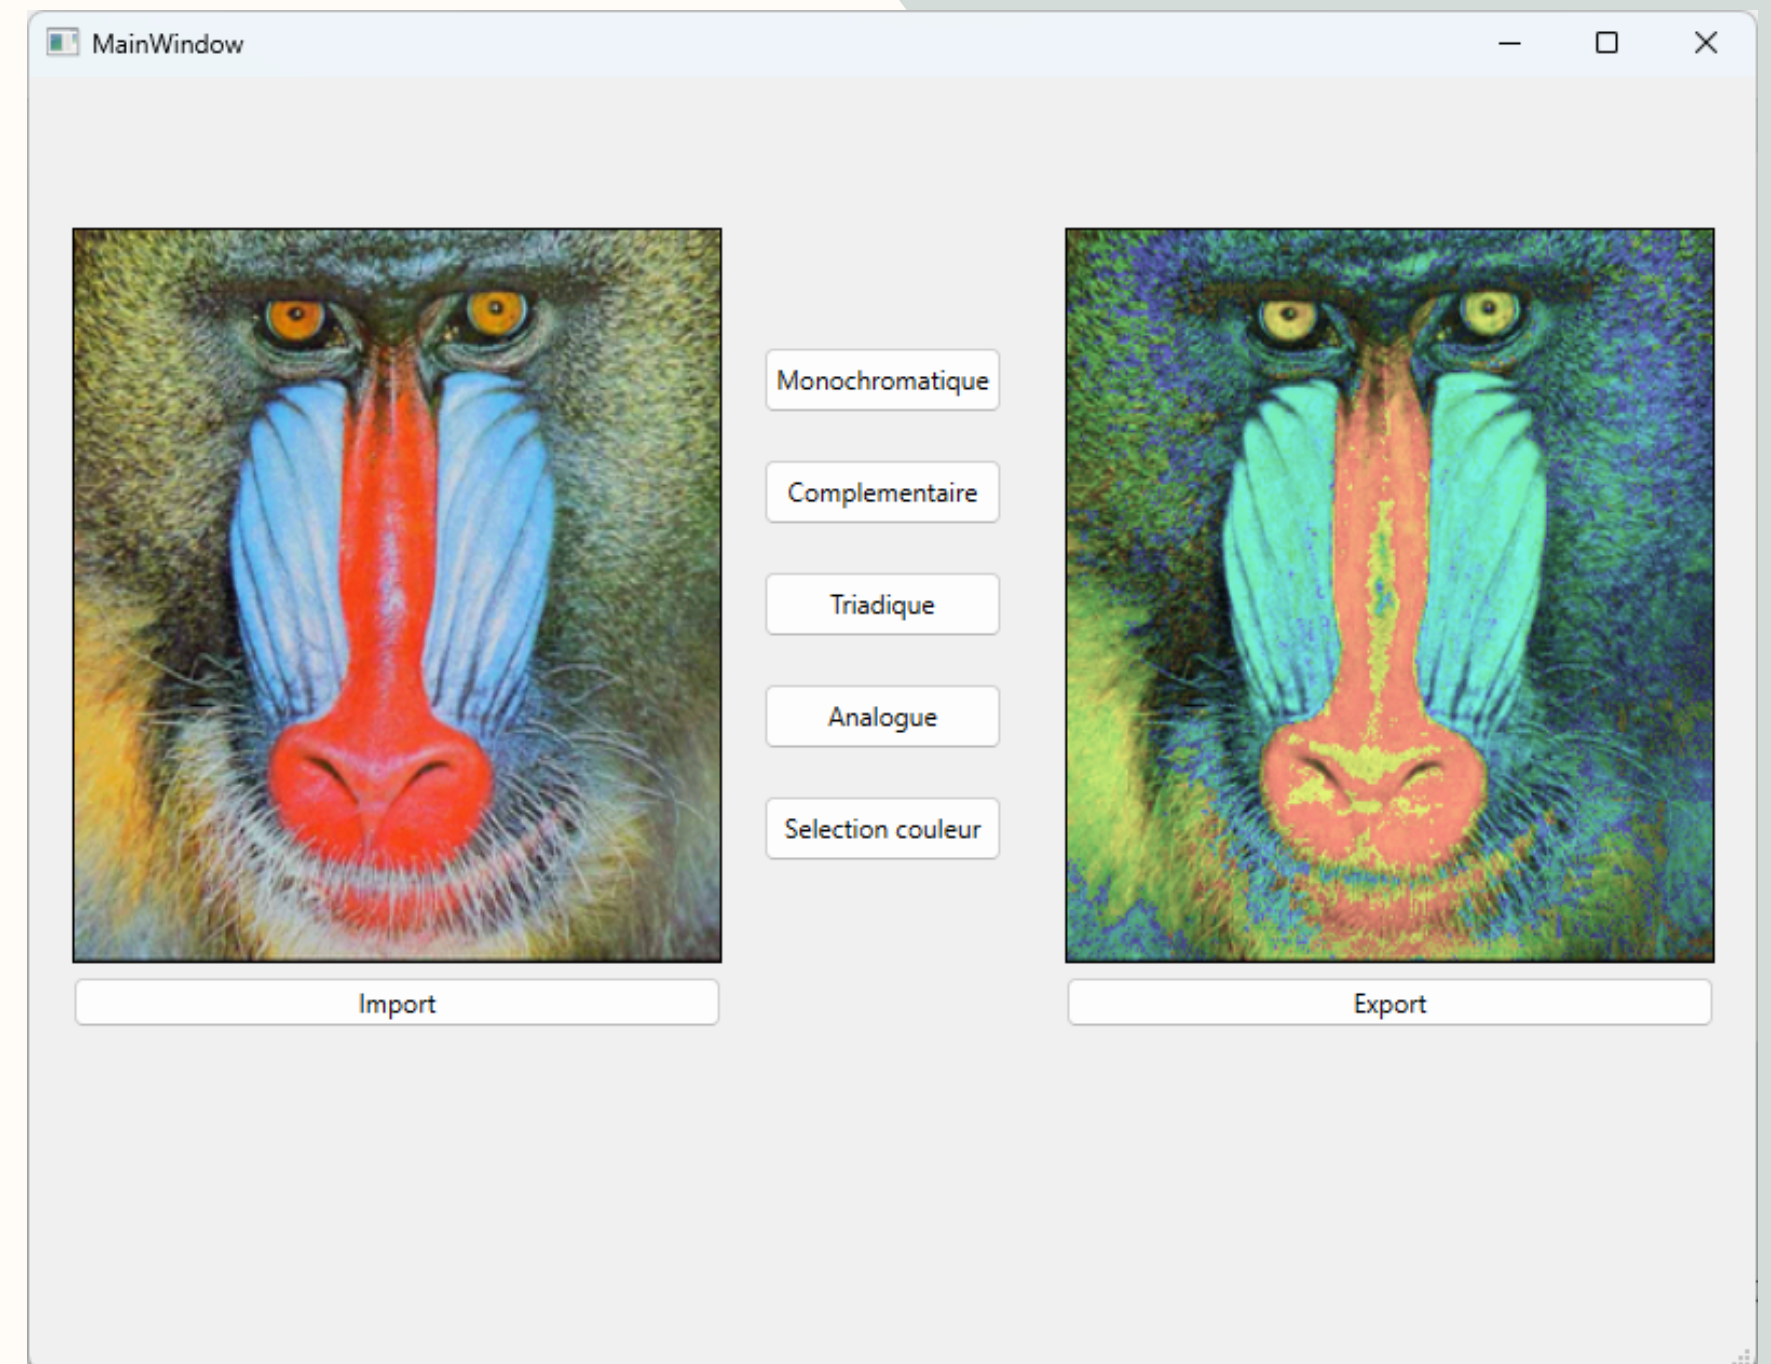 MainWindow
Monochromatique
Complementaire
Triadique
Analogue
Selection couleur
Import
Export